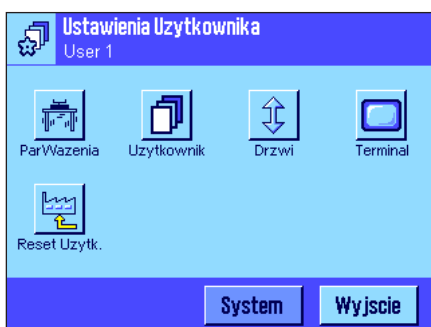 Ustawienia Uzytkownika
User 1
ParWazenia Uzytkownik Drzwi Terminal
Reset Uzytk.
System Wyjscie